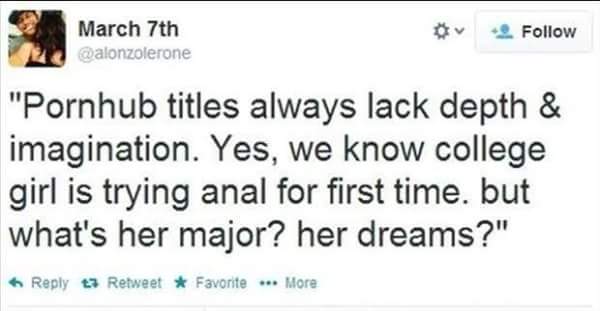 March 7th
@alonzolerone
Follow
"Pornhub titles always lack depth &
imagination. Yes, we know college
girl is trying anal for first time. but
what's her major? her dreams?"
Reply Retweet Favorite ••• More